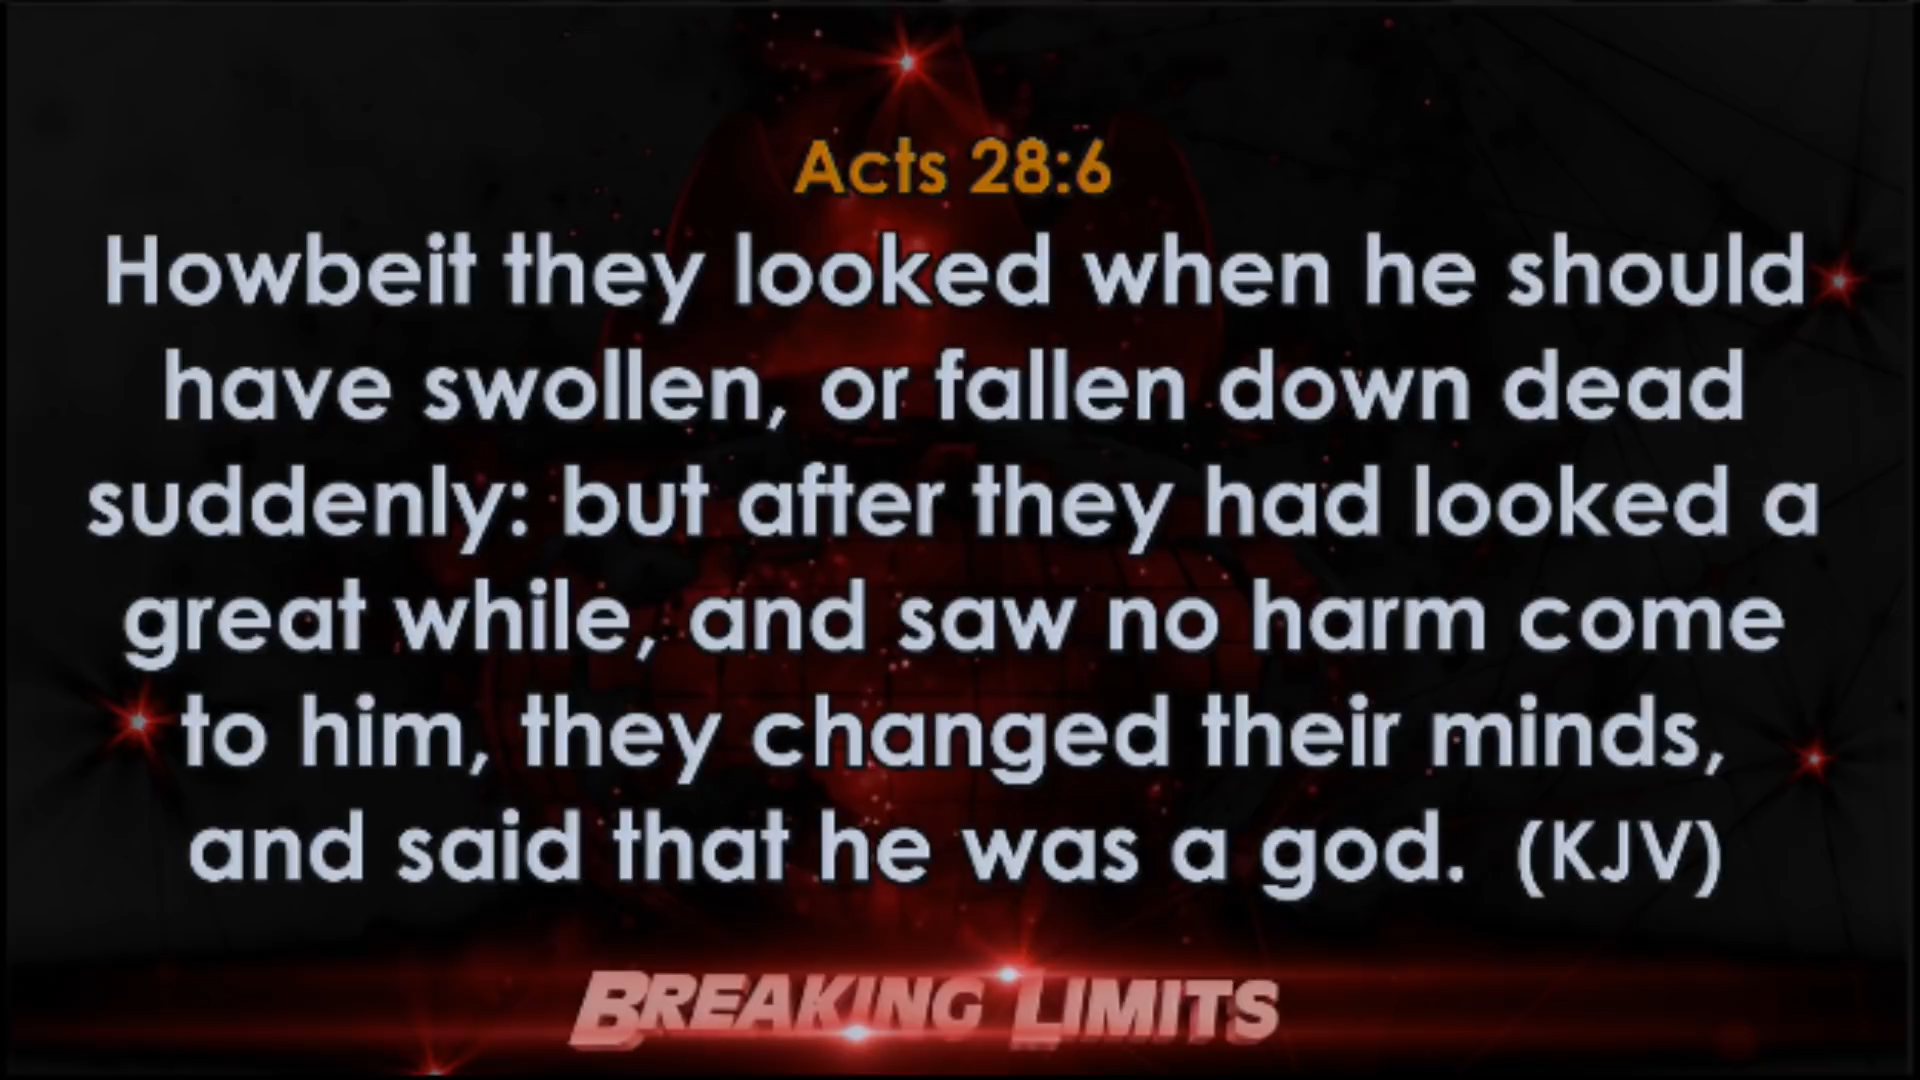 Acts 28:6
Howbeit they looked when he should
have swollen, or fallen down dead
suddenly: but after they had looked a
great while, and saw no harm come
to him, they changed their minds,
and said that he was a god.  (KJV)
BREAKING LIMITS